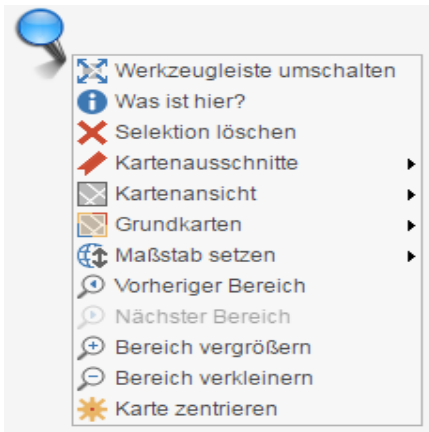 Werkzeugleiste umschalten
Was ist hier?
Selektion löschen
Kartenausschnitte
Kartenansicht
Grundkarten
Maßstab setzen
Vorheriger Bereich
Nächster Bereich
Bereich vergrößern
Bereich verkleinern
Karte zentrieren